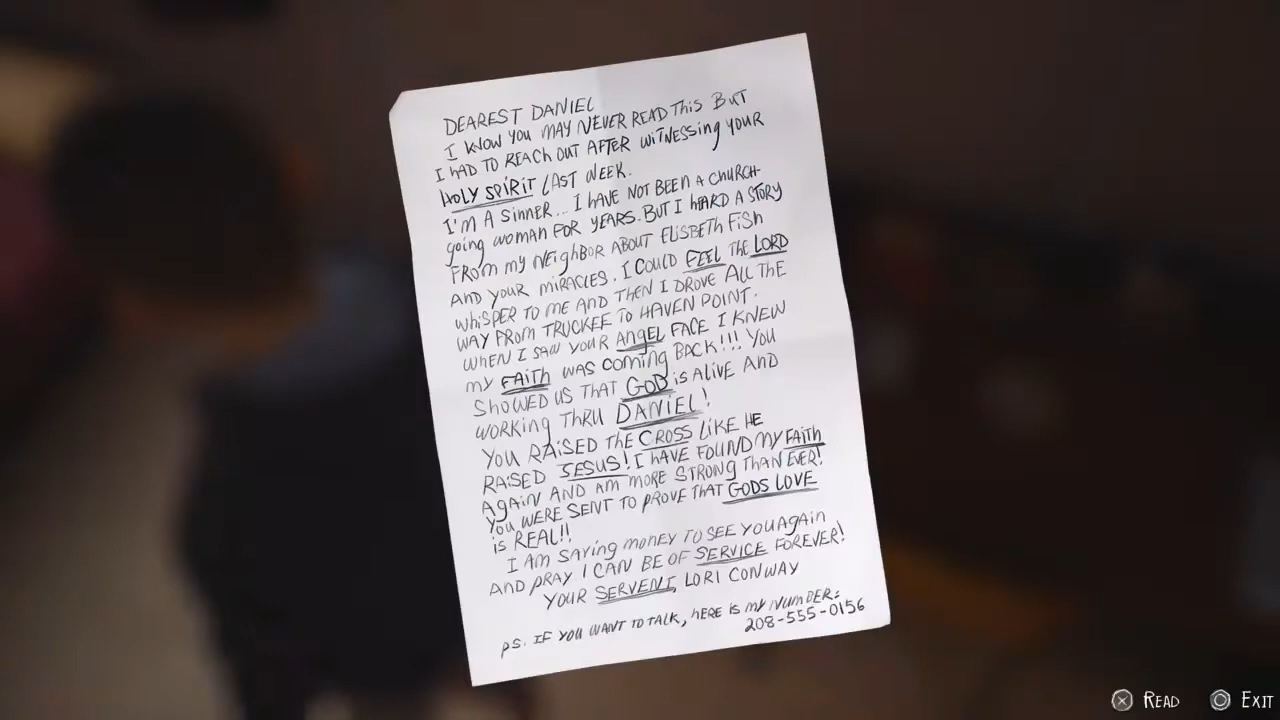 DEAREST DANIEL
I KNOW YOU MAY NEVER READ THIS BUT
I HAD TO REACH OUT AFTER WITNESSING YOUR
HOLY SPIRIT LAST WEEK.
I'M A SINNER... I HAVE NOT BEEN A CHURCH-
going WOMAN FOR YEARS. BUT I HEARD A STORY
FROM MY NEIGHBOR ABOUT ELISBETH FISH
AND YOUR MIRACLES. I COULD FEEL THE LORD
WHISPER TO ME AND THEN I DROVE ALL THE
WAY FROM TRUCKEE TO HAVEN POINT.
WHEN I SAW YOUR ANGEL FACE I KNEW
MY FAITH WAS COMING BACK!!! YOU
SHOWED US THAT GOD IS ALIVE AND
WORKING THRU DANIEL!
YOU RAISED THE CROSS LIKE HE
RAISED JESUS! I HAVE FOUND MY FAITH
AGAIN AND AM MORE STRONG THAN EVER!
YOU WERE SENT TO PROVE THAT GODS LOVE
is REAL!!
I AM SAVING MONEY TO SEE YOU AGAIN
AND PRAY I CAN BE OF SERVICE FOREVER!
YOUR SERVENT, LORI CONWAY
PS. IF YOU WANT TO TALK, HERE IS MY NUMBER:
208-555-0156
READ
EXIT